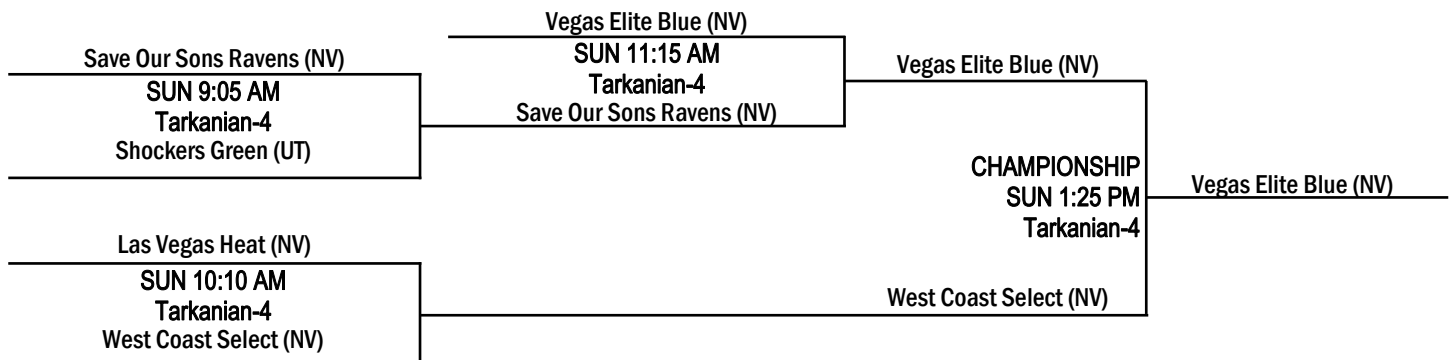 Vegas Elite Blue (NV)
Save Our Sons Ravens (NV)
SUN 11:15 AM
Vegas Elite Blue (NV)
SUN 9:05 AM
Tarkanian-4
Tarkanian-4
Save Our Sons Ravens (NV)
Shockers Green (UT)
CHAMPIONSHIP
SUN 1:25 PM
Vegas Elite Blue (NV)
Tarkanian-4
Las Vegas Heat (NV)
SUN 10:10 AM
West Coast Select (NV)
Tarkanian-4
West Coast Select (NV)